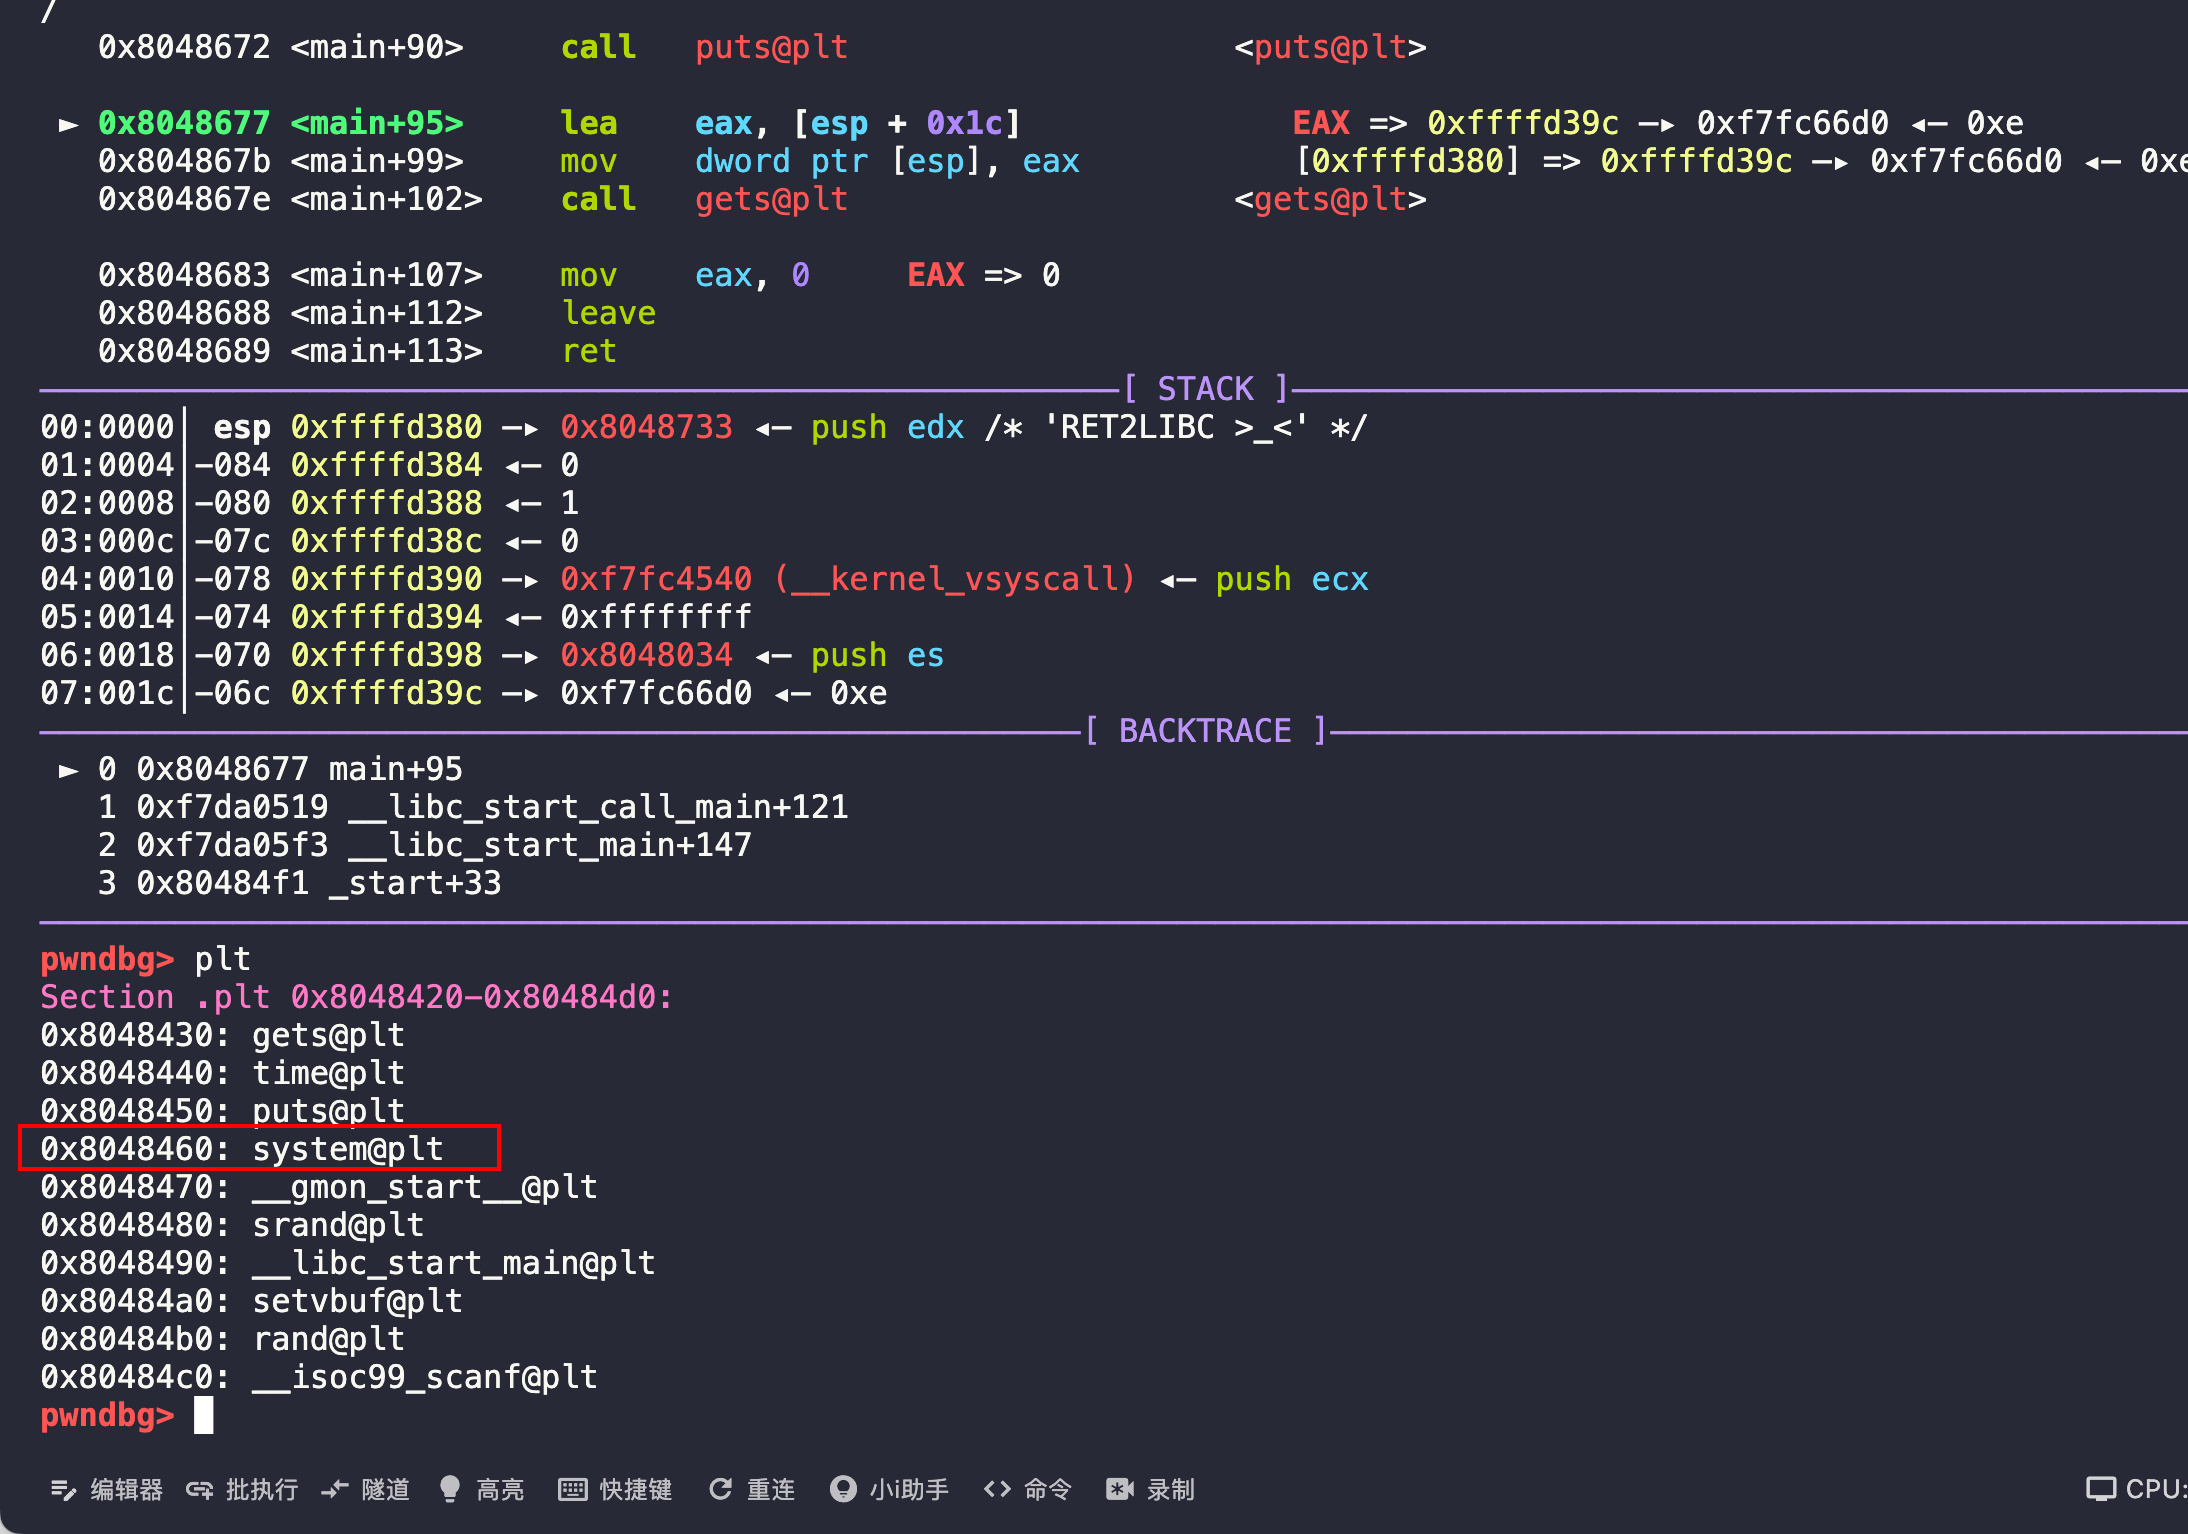 /
0x8048672 <main+90> call puts@plt <puts@plt>
► 0x8048677 <main+95> lea eax, [esp + 0x1c] EAX => 0xffffd39c —▸ 0xf7fc66d0 ◂— 0xe
0x804867b <main+99> mov dword ptr [esp], eax [0xffffd380] => 0xffffd39c —▸ 0xf7fc66d0 ◂— 0xe
0x804867e <main+102> call gets@plt <gets@plt>
0x8048683 <main+107> mov eax, 0 EAX => 0
0x8048688 <main+112> leave
0x8048689 <main+113> ret
[ STACK ]
00:0000│ esp 0xffffd380 —▸ 0x8048733 ◂— push edx /* 'RET2LIBC >_<' */
01:0004│-084 0xffffd384 ◂— 0
02:0008│-080 0xffffd388 ◂— 1
03:000c│-07c 0xffffd38c ◂— 0
04:0010│-078 0xffffd390 —▸ 0xf7fc4540 (__kernel_vsyscall) ◂— push ecx
05:0014│-074 0xffffd394 ◂— 0xffffffff
06:0018│-070 0xffffd398 —▸ 0x8048034 ◂— push es
07:001c│-06c 0xffffd39c —▸ 0xf7fc66d0 ◂— 0xe
[ BACKTRACE ]
► 0 0x8048677 main+95
1 0xf7da0519 __libc_start_call_main+121
2 0xf7da05f3 __libc_start_main+147
3 0x80484f1 _start+33
pwndbg> plt
Section .plt 0x8048420-0x80484d0:
0x8048430: gets@plt
0x8048440: time@plt
0x8048450: puts@plt
0x8048460: system@plt
0x8048470: __gmon_start__@plt
0x8048480: srand@plt
0x8048490: __libc_start_main@plt
0x80484a0: setvbuf@plt
0x80484b0: rand@plt
0x80484c0: __isoc99_scanf@plt
pwndbg>
编辑器 批执行 隧道 高亮 快捷键 重连 小i助手 命令 录制 CPU: